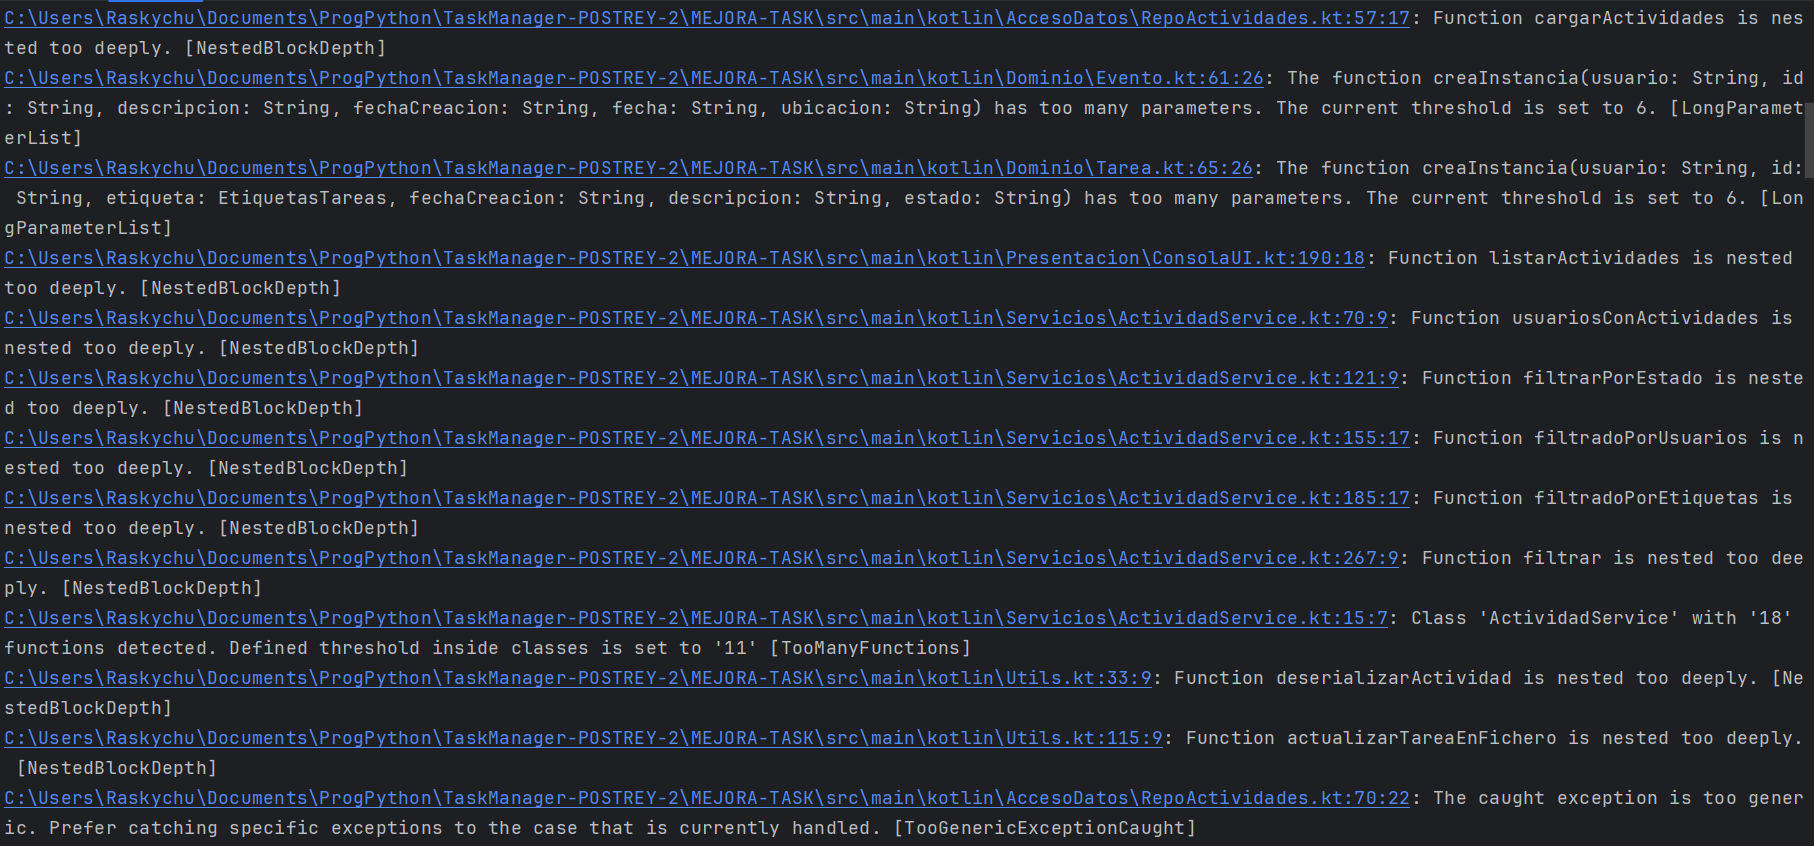 C:\Users\Raskychu\Documents\ProgPython\TaskManager-POSTREY-2\MEJORA-TASK\src\main\kotlin\AccesoDatos\RepoActividades.kt:57:17: Function cargarActividades is nes
ted too deeply. [NestedBlockDepth]
C:\Users\Raskychu\Documents\ProgPython\TaskManager-POSTREY-2\MEJORA-TASK\src\main\kotlin\Dominio\Evento.kt:61:26: The function creaInstancia(usuario: String, id
: String, descripcion: String, fechaCreacion: String, fecha: String, ubicacion: String) has too many parameters. The current threshold is set to 6. [LongParamet
erList]
C:\Users\Raskychu\Documents\ProgPython\TaskManager-POSTREY-2\MEJORA-TASK\src\main\kotlin\Dominio\Tarea.kt:65:26: The function creaInstancia(usuario: String, id:
 String, etiqueta: EtiquetasTareas, fechaCreacion: String, descripcion: String, estado: String) has too many parameters. The current threshold is set to 6. [Lon
gParameterList]
C:\Users\Raskychu\Documents\ProgPython\TaskManager-POSTREY-2\MEJORA-TASK\src\main\kotlin\Presentacion\ConsolaUI.kt:190:18: Function listarActividades is nested
too deeply. [NestedBlockDepth]
C:\Users\Raskychu\Documents\ProgPython\TaskManager-POSTREY-2\MEJORA-TASK\src\main\kotlin\Servicios\ActividadService.kt:70:9: Function usuariosConActividades is
nested too deeply. [NestedBlockDepth]
C:\Users\Raskychu\Documents\ProgPython\TaskManager-POSTREY-2\MEJORA-TASK\src\main\kotlin\Servicios\ActividadService.kt:121:9: Function filtrarPorEstado is neste
d too deeply. [NestedBlockDepth]
C:\Users\Raskychu\Documents\ProgPython\TaskManager-POSTREY-2\MEJORA-TASK\src\main\kotlin\Servicios\ActividadService.kt:155:17: Function filtradoPorUsuarios is n
ested too deeply. [NestedBlockDepth]
C:\Users\Raskychu\Documents\ProgPython\TaskManager-POSTREY-2\MEJORA-TASK\src\main\kotlin\Servicios\ActividadService.kt:185:17: Function filtradoPorEtiquetas is
nested too deeply. [NestedBlockDepth]
C:\Users\Raskychu\Documents\ProgPython\TaskManager-POSTREY-2\MEJORA-TASK\src\main\kotlin\Servicios\ActividadService.kt:267:9: Function filtrar is nested too dee
ply. [NestedBlockDepth]
C:\Users\Raskychu\Documents\ProgPython\TaskManager-POSTREY-2\MEJORA-TASK\src\main\kotlin\Servicios\ActividadService.kt:15:7: Class 'ActividadService' with '18'
functions detected. Defined threshold inside classes is set to '11' [TooManyFunctions]
C:\Users\Raskychu\Documents\ProgPython\TaskManager-POSTREY-2\MEJORA-TASK\src\main\kotlin\Utils.kt:33:9: Function deserializarActividad is nested too deeply. [Ne
stedBlockDepth]
C:\Users\Raskychu\Documents\ProgPython\TaskManager-POSTREY-2\MEJORA-TASK\src\main\kotlin\Utils.kt:115:9: Function actualizarTareaEnFichero is nested too deeply.
 [NestedBlockDepth]
C:\Users\Raskychu\Documents\ProgPython\TaskManager-POSTREY-2\MEJORA-TASK\src\main\kotlin\AccesoDatos\RepoActividades.kt:70:22: The caught exception is too gener
ic. Prefer catching specific exceptions to the case that is currently handled. [TooGenericExceptionCaught]